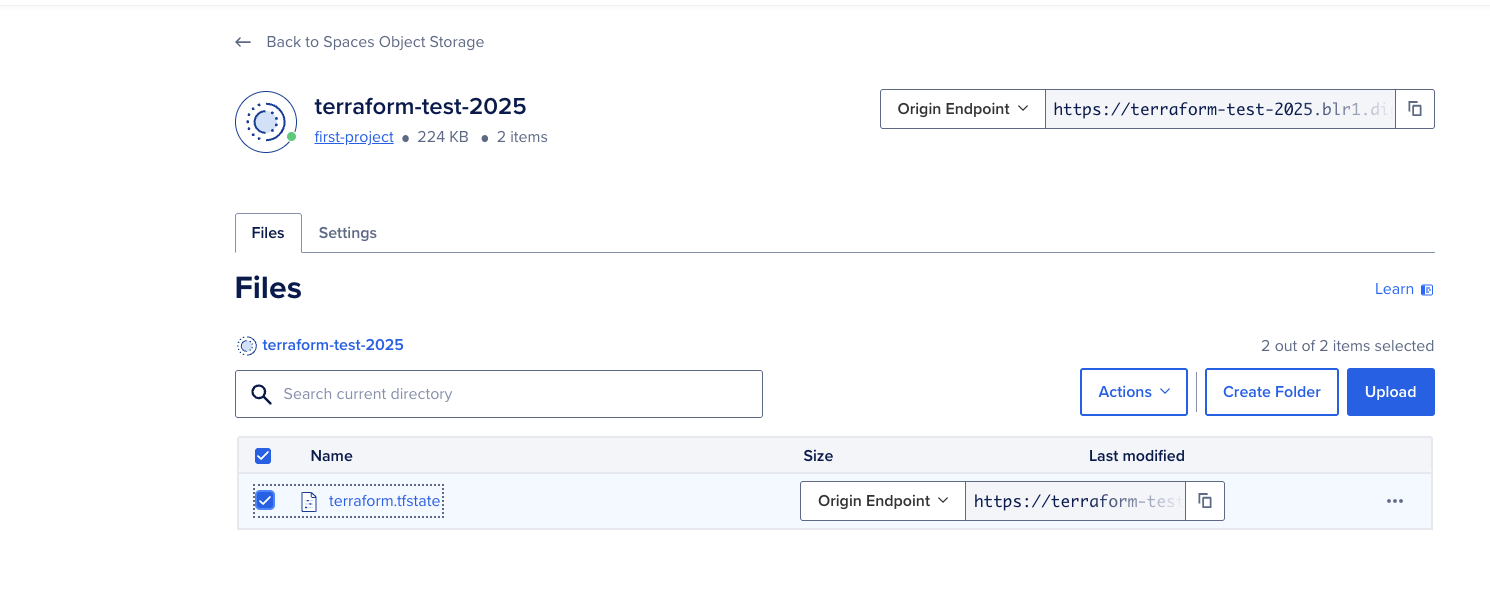 ← Back to Spaces Object Storage
terraform-test-2025
first-project • 224 KB • 2 items
Origin Endpoint
https://terraform-test-2025.blr1.di
Files
Settings
Files
Learn
terraform-test-2025
2 out of 2 items selected
Search current directory
Actions
Create Folder
Upload
Name Size Last modified
terraform.tfstate Origin Endpoint https://terraform-tes